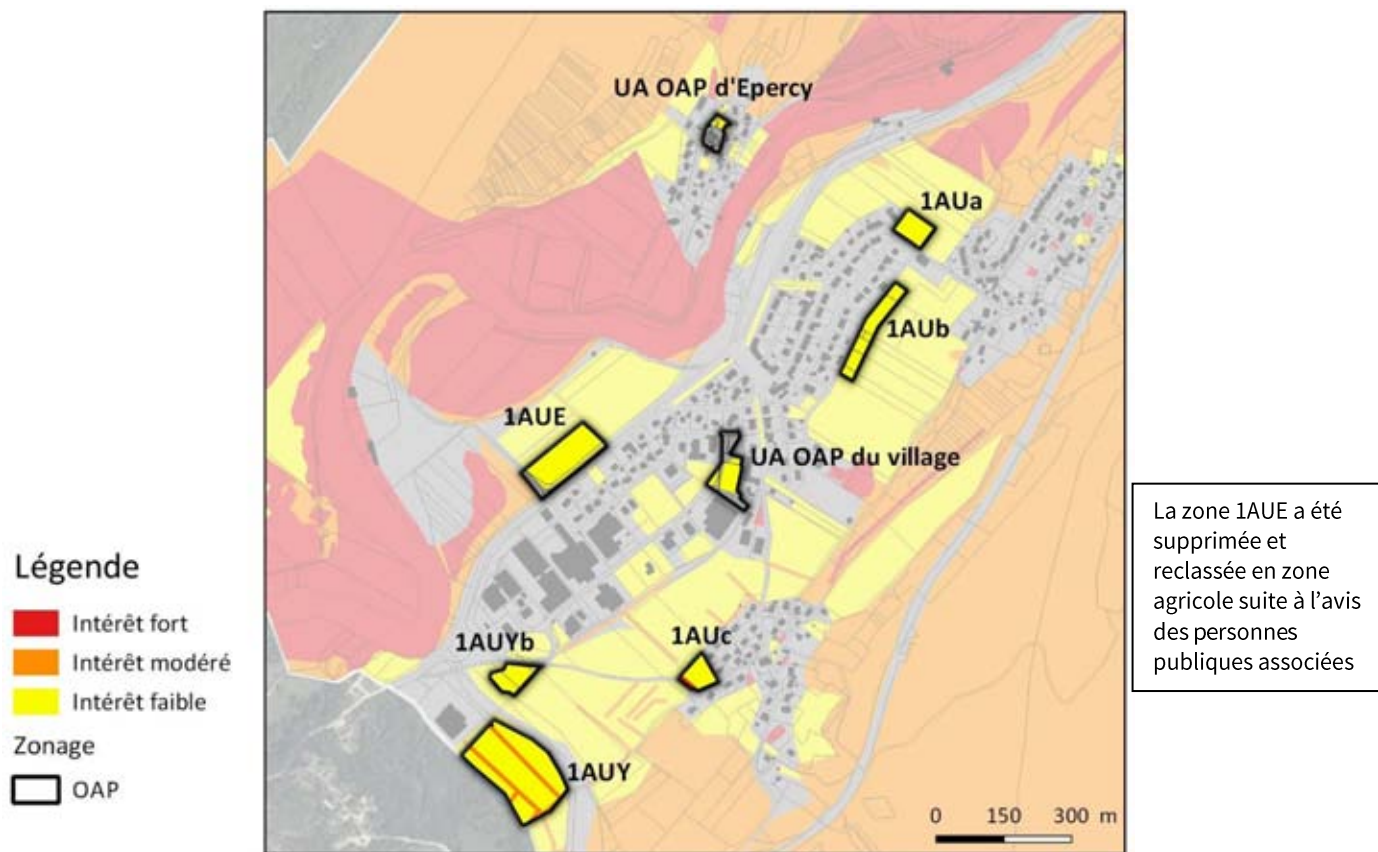 UA OAP d'Epercy
1AUa
1AUb
1AUE
UA OAP du village
1AUYb
1AUc
1AUY
0 150 300 m
Légende
Intérêt fort
Intérêt modéré
Intérêt faible
Zonage
OAP
La zone 1AUE a été
supprimée et
reclassée en zone
agricole suite à l’avis
des personnes
publiques associées